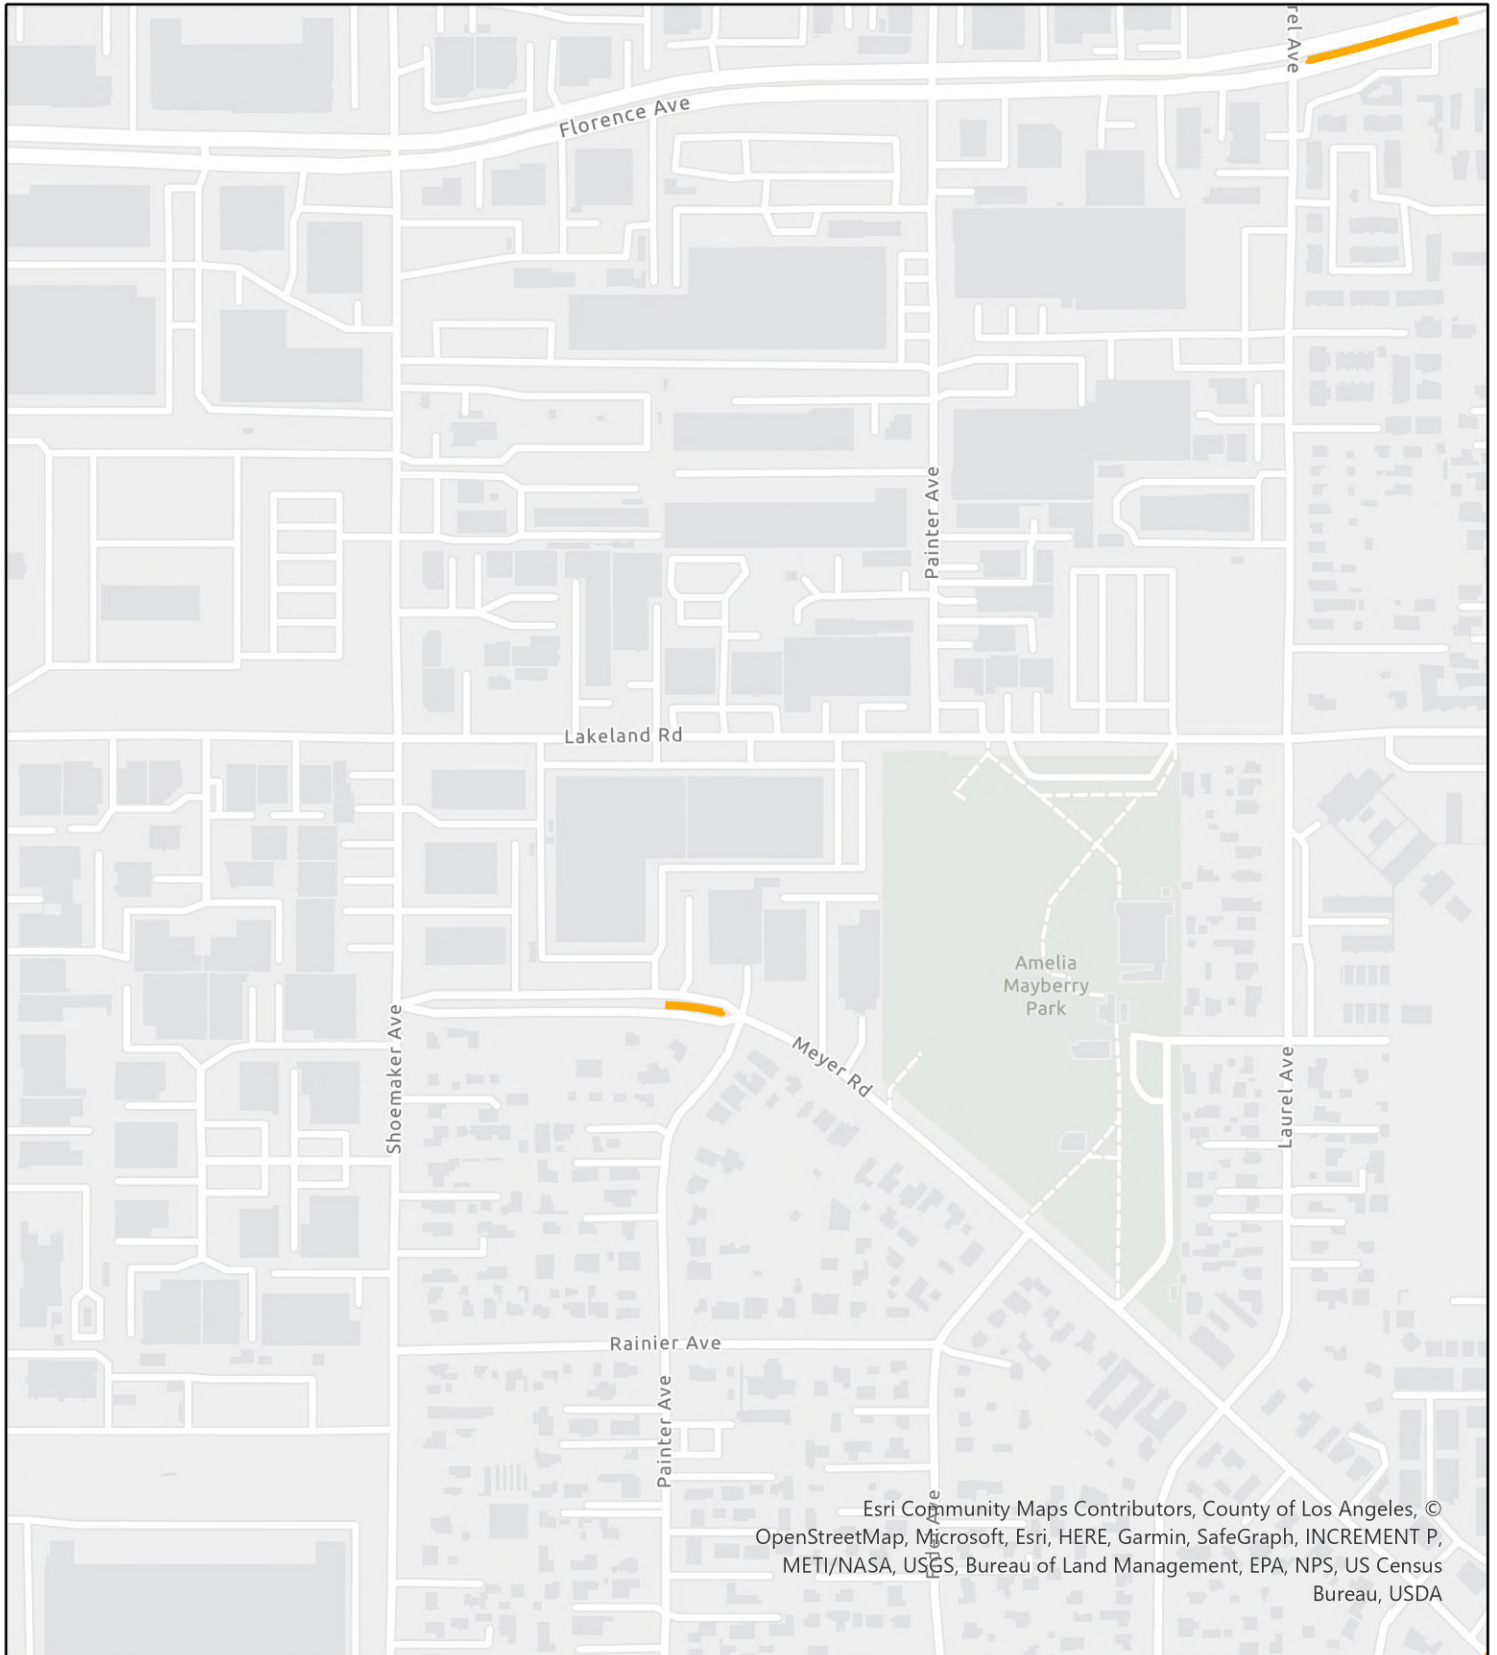 rel Ave
Florence Ave
Painter Ave
Lakeland Rd
Amelia
Mayberry
Park
Shoemaker Ave
Meyer Rd
Laurel Ave
Rainier Ave
Painter Ave
Ave
Esri Community Maps Contributors, County of Los Angeles, ©
OpenStreetMap, Microsoft, Esri, HERE, Garmin, SafeGraph, INCREMENT P,
METI/NASA, USGS, Bureau of Land Management, EPA, NPS, US Census
Bureau, USDA